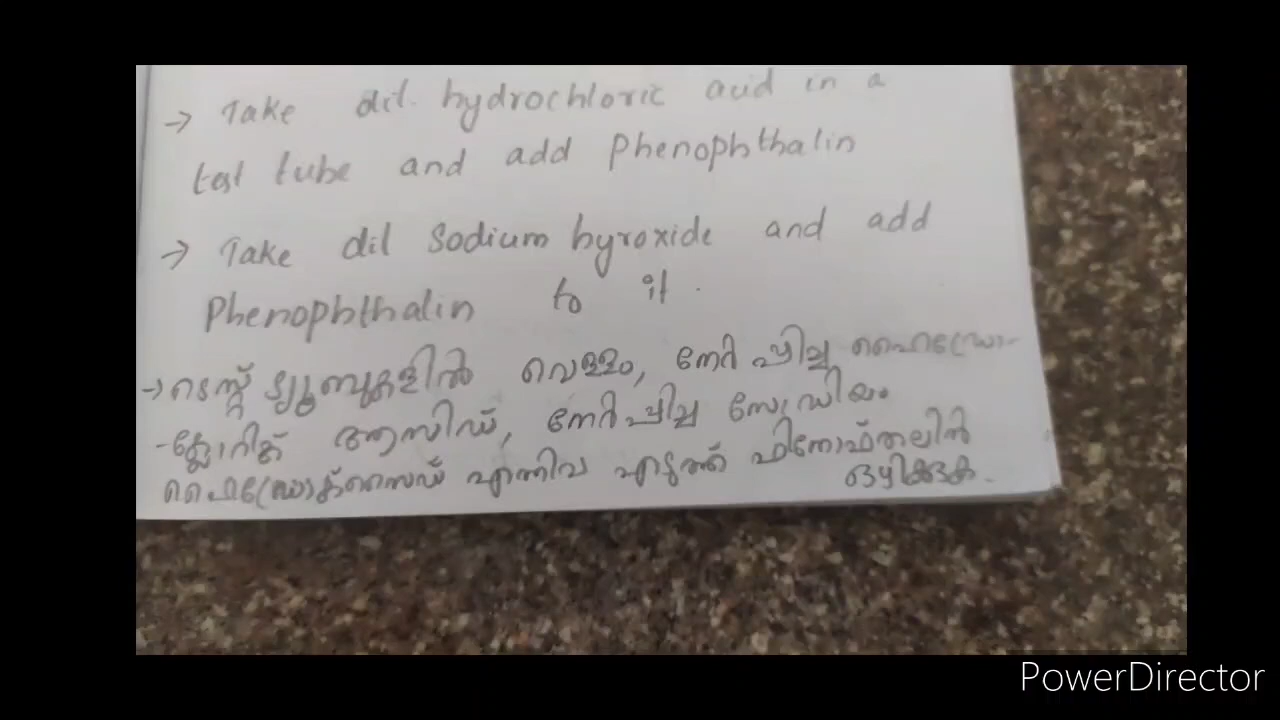 → Take dil. hydrochloric acid in a
test tube and add Phenophthalin
→ Take dil Sodium hyroxide and add
Phenophthalin to it.
→ ടെസ്റ്റ് ട്യൂബുകളിൽ വെള്ളം, നേർപ്പിച്ച ഹൈഡ്രോ-
-ക്ലോറിക് ആസിഡ്, നേർപ്പിച്ച സോഡിയം
ഹൈഡ്രോക്സൈഡ് എന്നിവ എടുത്ത് ഫിനോഫ്തലിൻ
ഒഴിക്കുക.
PowerDirector